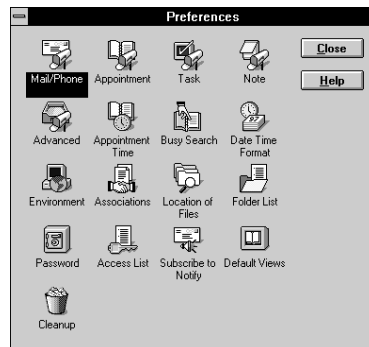 Preferences
Mail/Phone Appointment Task Note Close
Help
Advanced Appointment Time Busy Search Date Time Format
Environment Associations Location of Files Folder List
Password Access List Subscribe to Notify Default Views
Cleanup